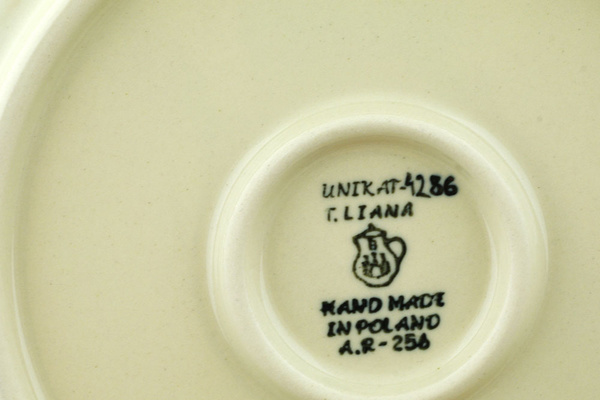 UNIKAT-4286
T. LIANA
HAND MADE
IN POLAND
A.R-256